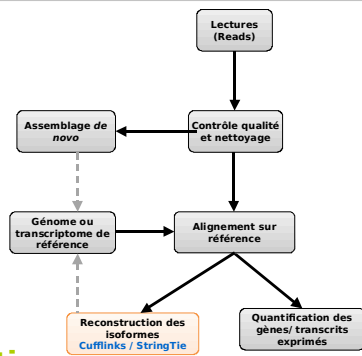 Lectures
(Reads)
Assemblage de
novo
Contrôle qualité
et nettoyage
Génome ou
transcriptome de
référence
Alignement sur
référence
Reconstruction des
isoformes
Cufflinks / StringTie
Quantification des
gènes/ transcrits
exprimés